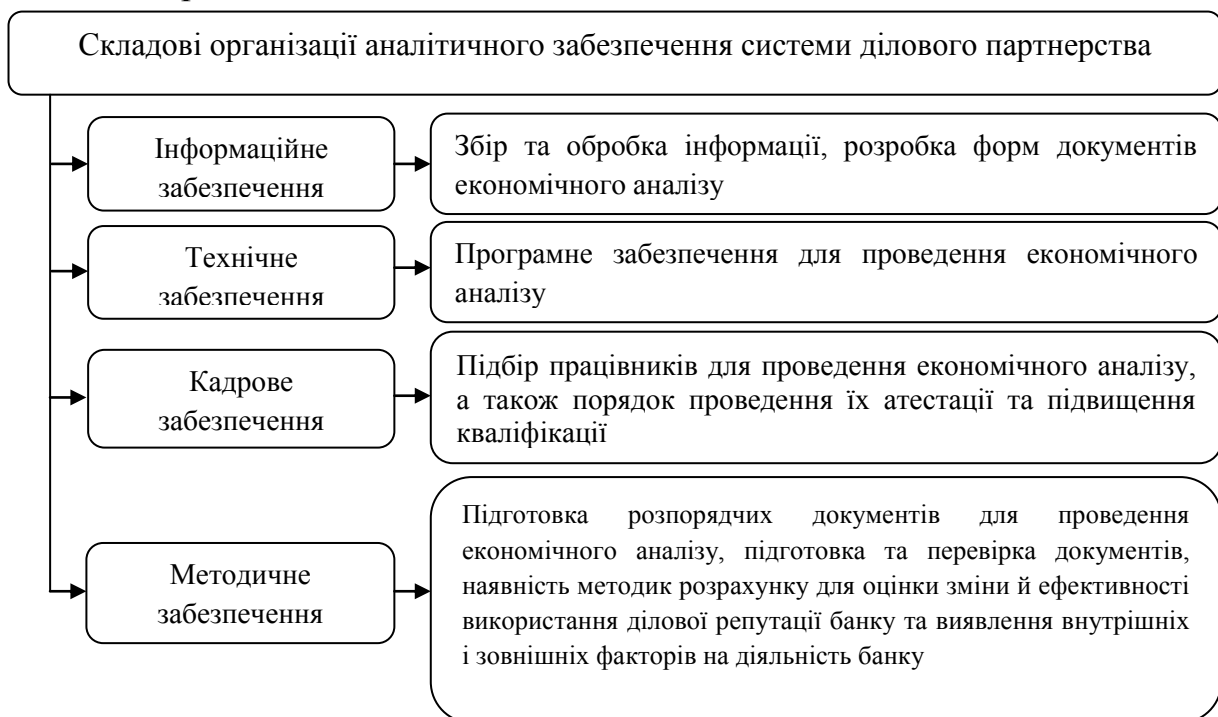 Складові організації аналітичного забезпечення системи ділового партнерства
Інформаційне
забезпечення
Збір та обробка інформації, розробка форм документів
економічного аналізу
Технічне
забезпечення
Програмне забезпечення для проведення економічного
аналізу
Кадрове
забезпечення
Підбір працівників для проведення економічного аналізу,
а також порядок проведення їх атестації та підвищення
кваліфікації
Методичне
забезпечення
Підготовка розпорядчих документів для проведення
економічного аналізу, підготовка та перевірка документів,
наявність методик розрахунку для оцінки зміни й ефективності
використання ділової репутації банку та виявлення внутрішніх
і зовнішніх факторів на діяльність банку